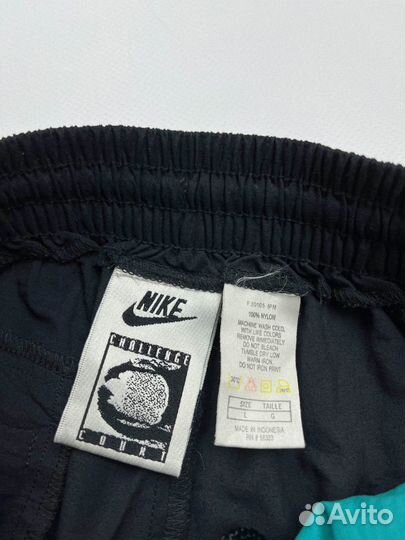 NIKE
CHALLENGE
COURT
100% NYLON
MACHINE WASH COLD,
WITH LIKE COLORS
REMOVE IMMEDIATELY
DO NOT BLEACH
TUMBLE DRY LOW
WARM IRON.
DO NOT IRON PRINT
SIZE TAILLE
L G
MADE IN INDONESIA
Avito